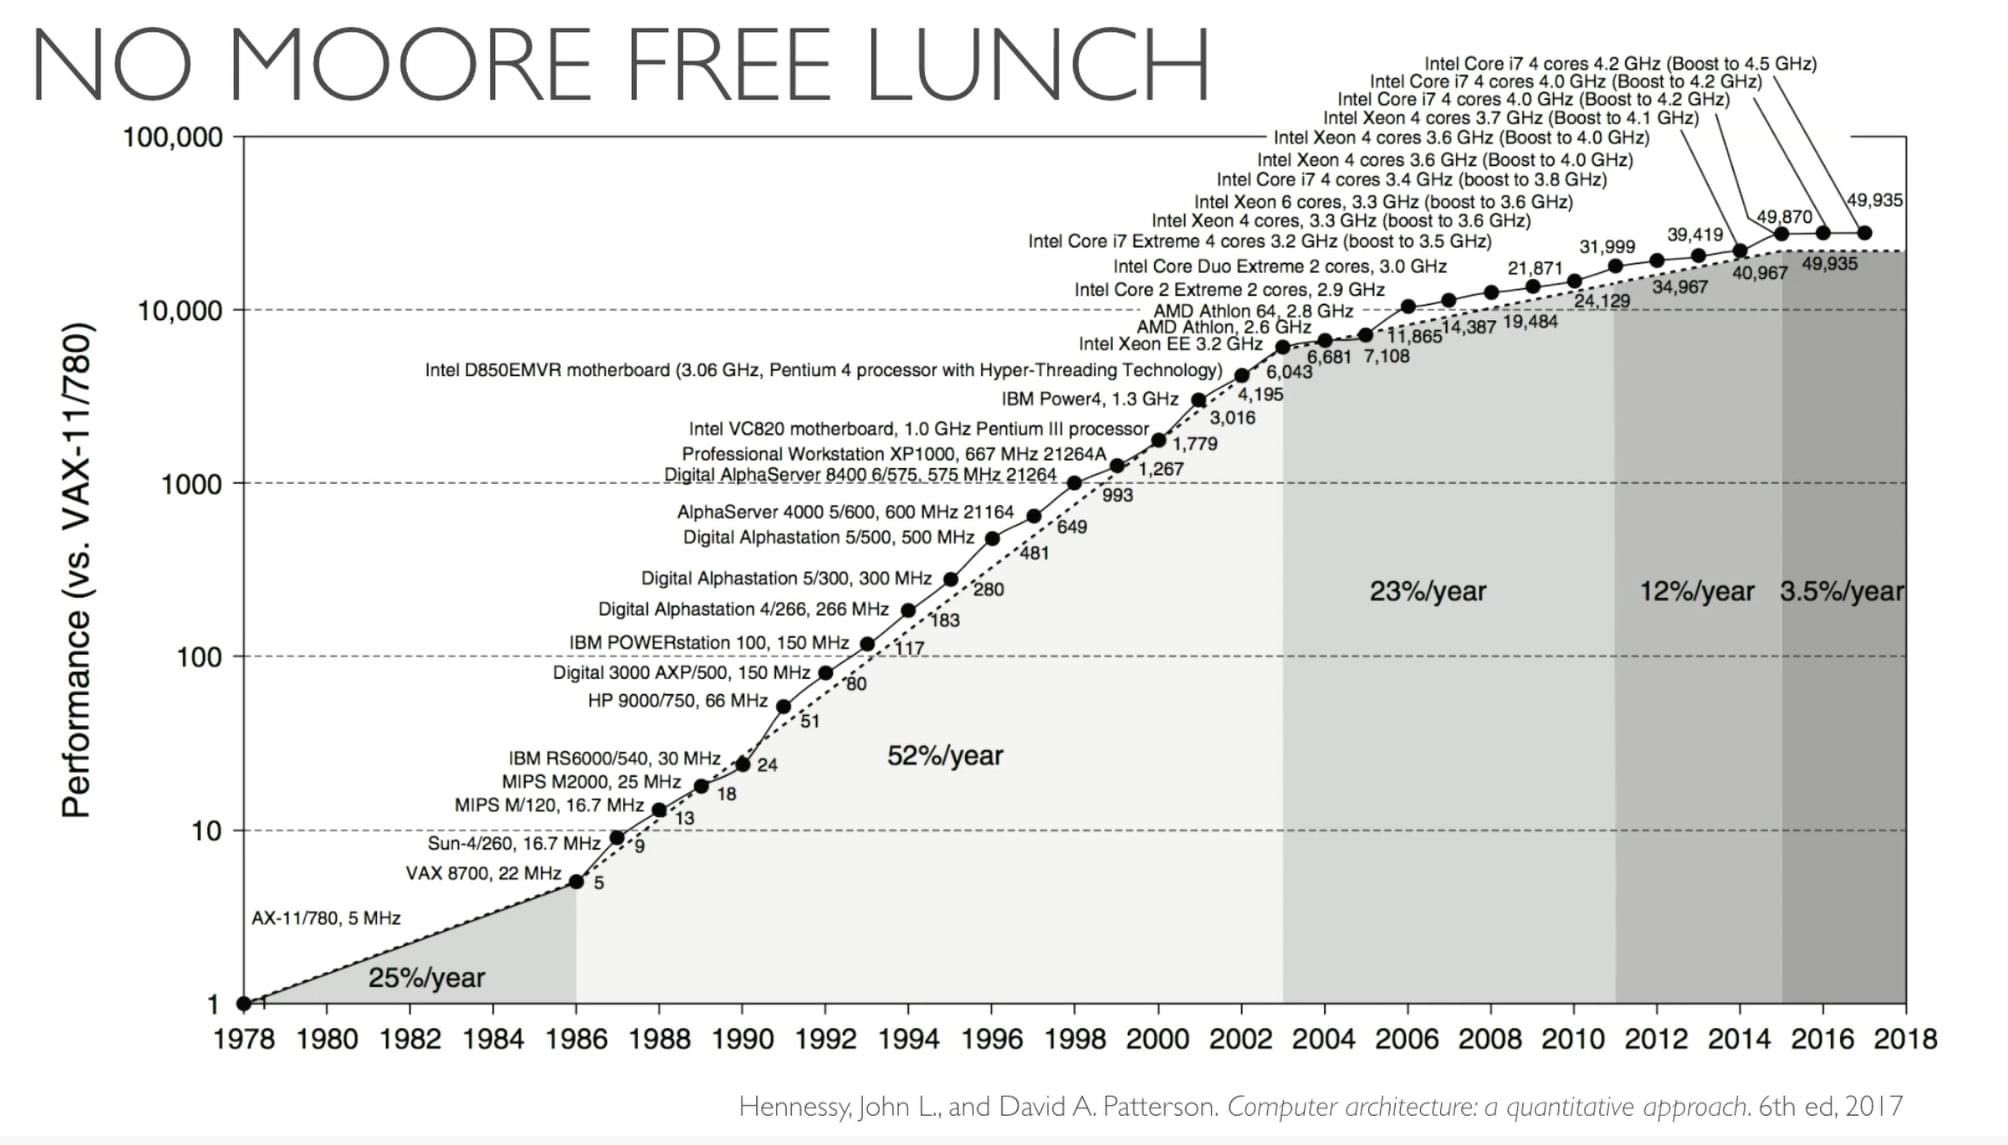 NO MOORE FREE LUNCH
Intel Core i7 4 cores 4.2 GHz (Boost to 4.5 GHz)
Intel Core i7 4 cores 4.0 GHz (Boost to 4.2 GHz)
Intel Core i7 4 cores 4.0 GHz (Boost to 4.2 GHz)
Intel Xeon 4 cores 3.7 GHz (Boost to 4.1 GHz)
Intel Xeon 4 cores 3.6 GHz (Boost to 4.0 GHz)
Intel Xeon 4 cores 3.6 GHz (Boost to 4.0 GHz)
Intel Core i7 4 cores 3.4 GHz (boost to 3.8 GHz)
Intel Xeon 6 cores, 3.3 GHz (boost to 3.6 GHz)
Intel Xeon 4 cores, 3.3 GHz (boost to 3.6 GHz)
Intel Core i7 Extreme 4 cores 3.2 GHz (boost to 3.5 GHz)
Intel Core Duo Extreme 2 cores, 3.0 GHz
Intel Core 2 Extreme 2 cores, 2.9 GHz
AMD Athlon 64, 2.8 GHz
AMD Athlon, 2.6 GHz
Intel Xeon EE 3.2 GHz
Intel D850EMVR motherboard (3.06 GHz, Pentium 4 processor with Hyper-Threading Technology)
IBM Power4, 1.3 GHz
Intel VC820 motherboard, 1.0 GHz Pentium III processor
Professional Workstation XP1000, 667 MHz 21264A
Digital AlphaServer 8400 6/575, 575 MHz 21264
AlphaServer 4000 5/600, 600 MHz 21164
Digital Alphastation 5/500, 500 MHz
Digital Alphastation 5/300, 300 MHz
Digital Alphastation 4/266, 266 MHz
IBM POWERstation 100, 150 MHz
Digital 3000 AXP/500, 150 MHz
HP 9000/750, 66 MHz
IBM RS6000/540, 30 MHz
MIPS M2000, 25 MHz
MIPS M/120, 16.7 MHz
Sun-4/260, 16.7 MHz
VAX 8700, 22 MHz
AX-11/780, 5 MHz
49,935
49,870
39,419
31,999
21,871
49,935
40,967
34,967
24,129
19,484
14,387
11,865
7,108
6,681
6,043
4,195
3,016
1,779
1,267
993
649
481
280
183
117
80
51
24
18
13
9
5
25%/year
52%/year
23%/year
12%/year
3.5%/year
Performance (vs. VAX-11/780)
100,000
10,000
1000
100
10
1
1978 1980 1982 1984 1986 1988 1990 1992 1994 1996 1998 2000 2002 2004 2006 2008 2010 2012 2014 2016 2018
Hennessy, John L., and David A. Patterson. Computer architecture: a quantitative approach. 6th ed, 2017